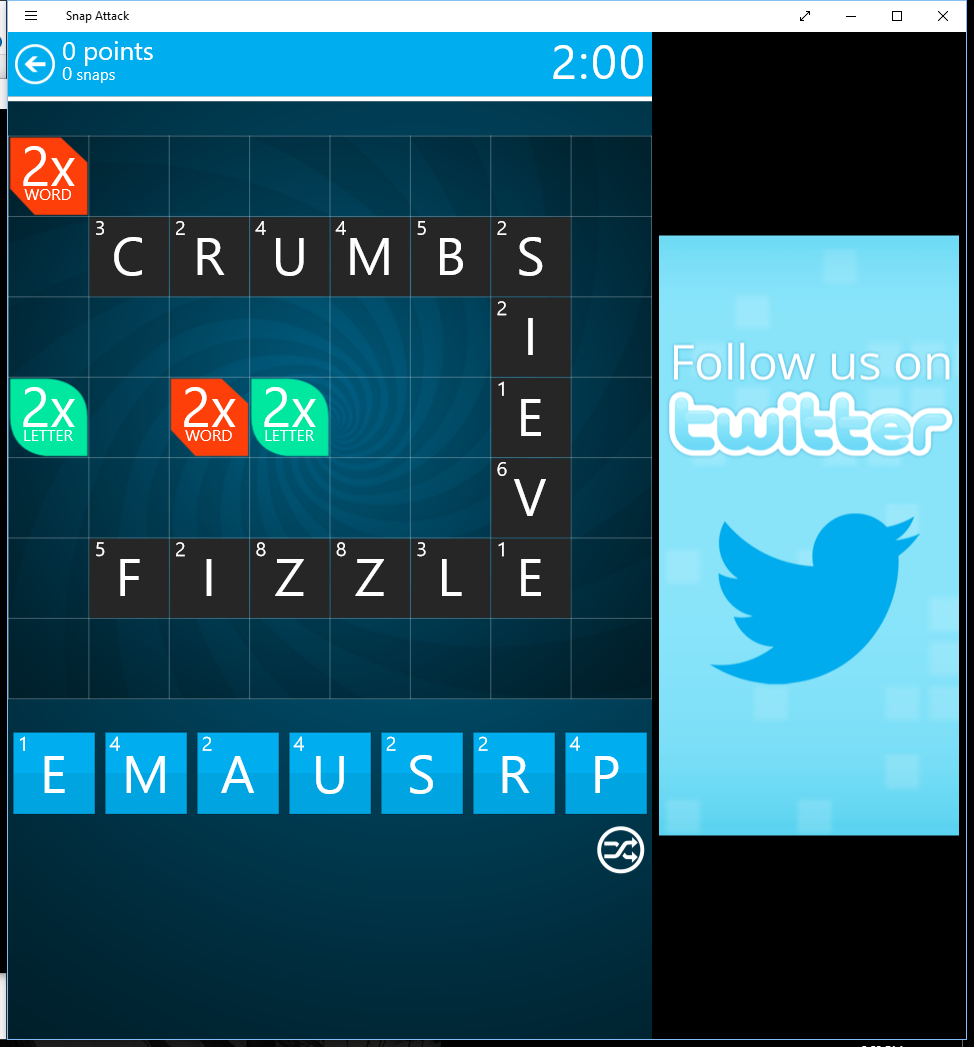 Snap Attack
0 points
0 snaps
2:00
2x
WORD
3 C 2 R 4 U 4 M 5 B 2 S
2 I
2x
LETTER
2x
WORD
2x
LETTER
1 E
6 V
5 F 2 I 8 Z 8 Z 3 L 1 E
1 E 4 M 2 A 4 U 2 S 2 R 4 P
Follow us on
twitter